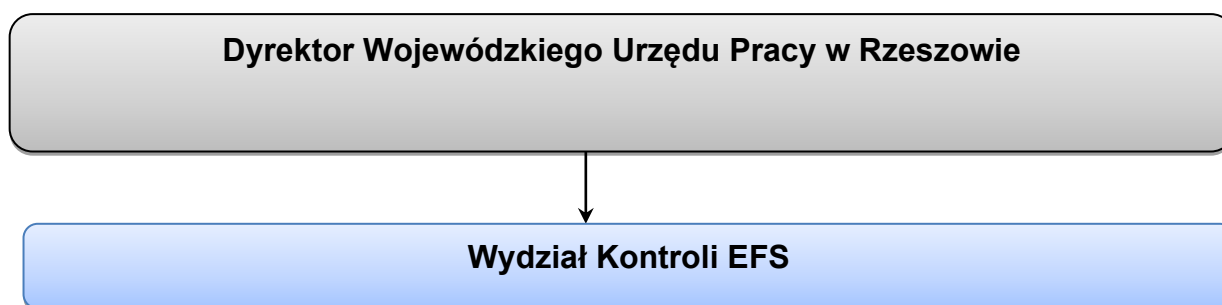 Dyrektor Wojewódzkiego Urzędu Pracy w Rzeszowie
Wydział Kontroli EFS